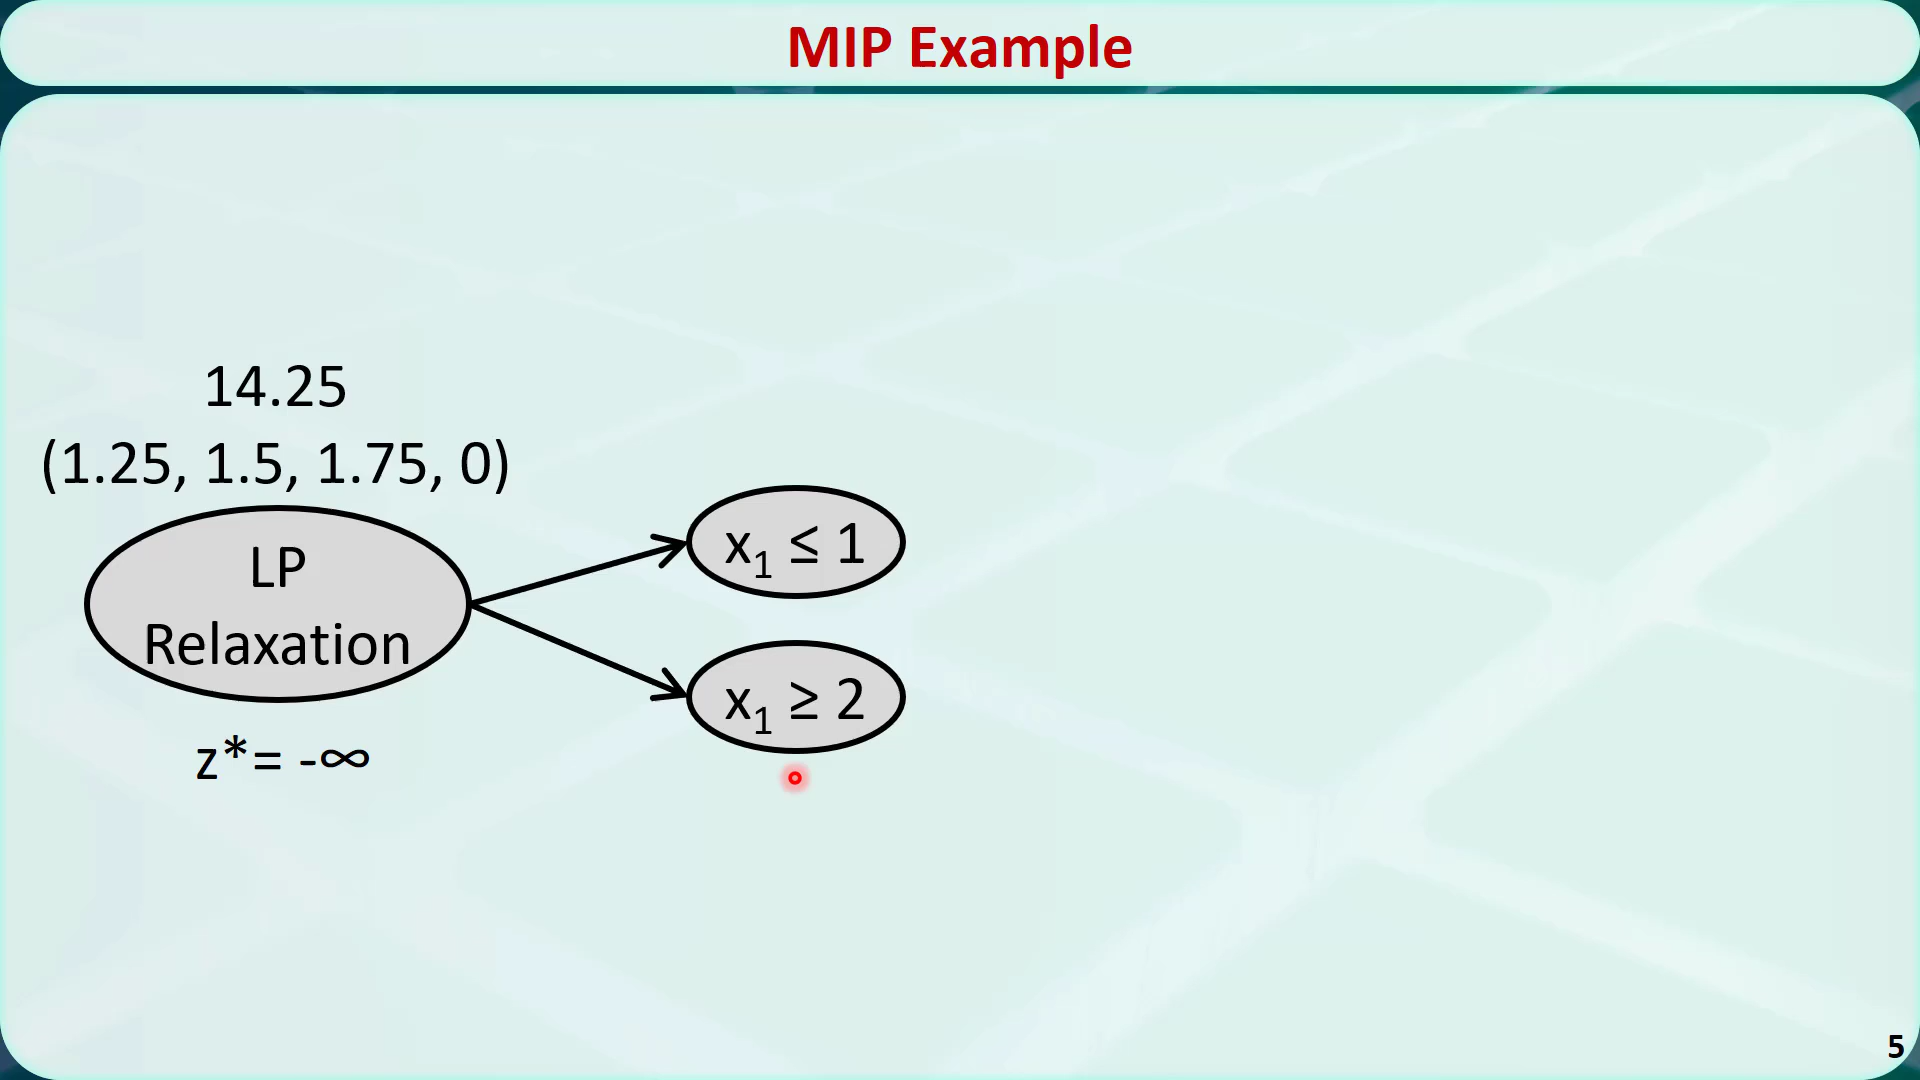 MIP Example
14.25
(1.25, 1.5, 1.75, 0)
LP
Relaxation
z*= -∞
x₁ ≤ 1
x₁ ≥ 2
5